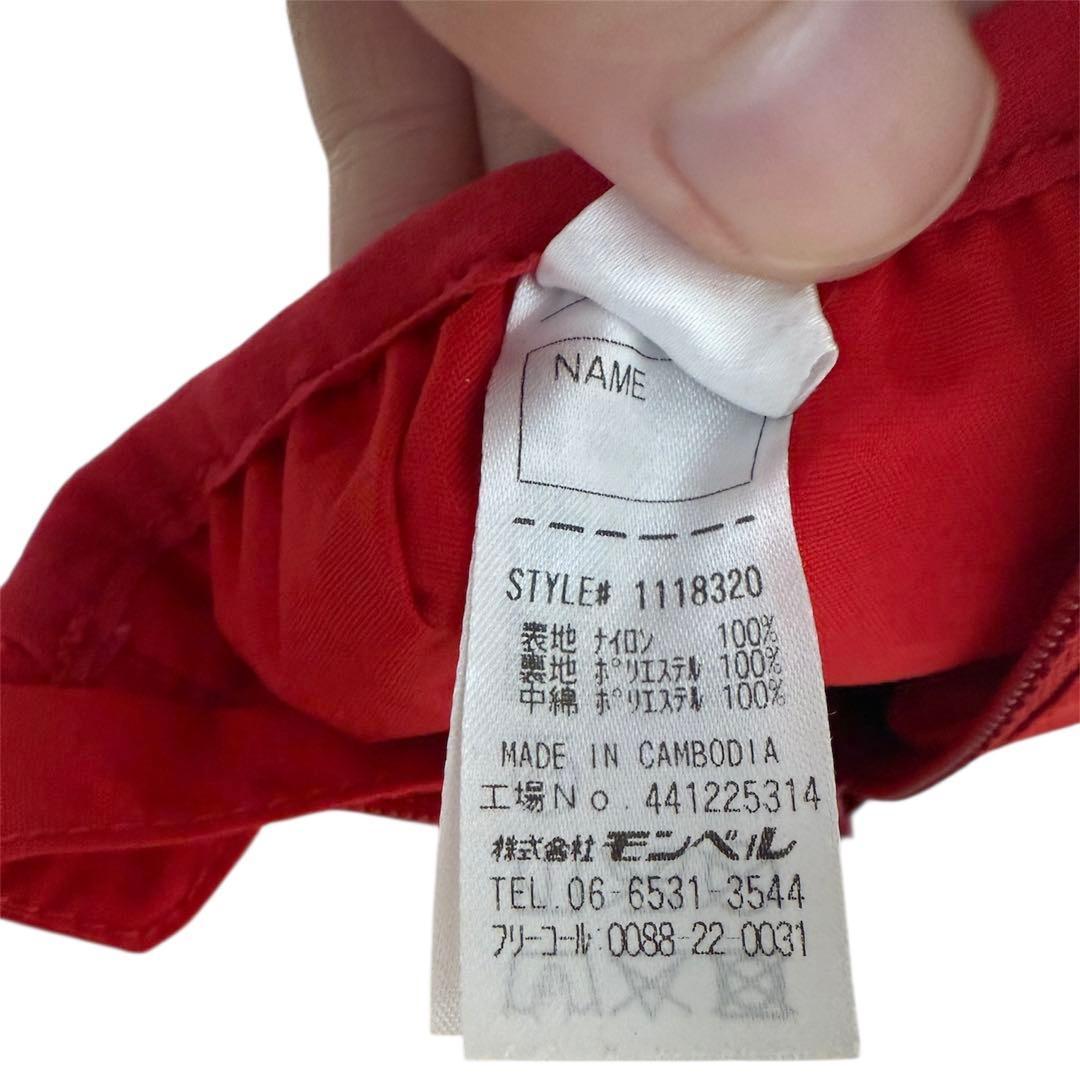 NAME
STYLE# 1118320
表地 ナイロン 100%
裏地 ポリエステル 100%
中綿 ポリエステル 100%
MADE IN CAMBODIA
工場No. 441225314
株式会社 モンベル
TEL. 06-6531-3544
フリーコール:0088-22-0031